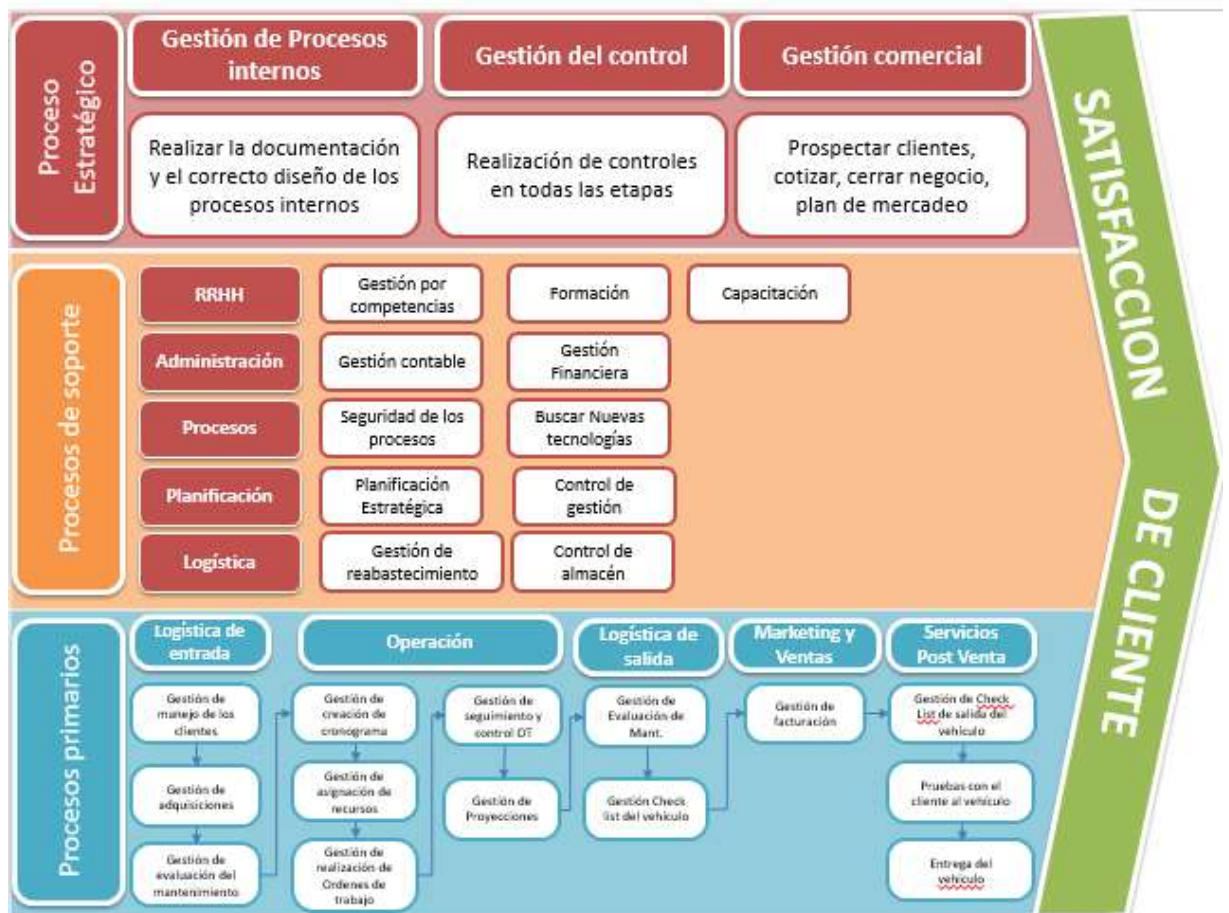 Proceso
Estratégico
Gestión de Procesos
internos
Gestión del control
Gestión comercial
Realizar la documentación
y el correcto diseño de los
procesos internos
Realización de controles
en todas las etapas
Prospectar clientes,
cotizar, cerrar negocio,
plan de mercadeo
Procesos de soporte
RRHH
Gestión por
competencias
Formación
Capacitación
Administración
Gestión contable
Gestión
Financiera
Procesos
Seguridad de los
procesos
Buscar Nuevas
tecnologías
Planificación
Planificación
Estratégica
Control de
gestión
Logística
Gestión de
reabastecimiento
Control de
almacén
Procesos primarios
Logística de
entrada
Operación
Logística de
salida
Marketing y
Ventas
Servicios
Post Venta
Gestión de
manejo de los
clientes
Gestión de
adquisiciones
Gestión de
evaluación del
mantenimiento
Gestión de
creación de
cronograma
Gestión de
asignación de
recursos
Gestión de
realización de
Ordenes de
trabajo
Gestión de
seguimiento y
control OT
Gestión de
Proyecciones
Gestión de
Evaluación de
Mant.
Gestión Check
list del vehículo
Gestión de
facturación
Gestión de Check
List de salida del
vehículo
Pruebas con el
cliente al vehículo
Entrega del
vehículo
SATISFACCION
DE CLIENTE